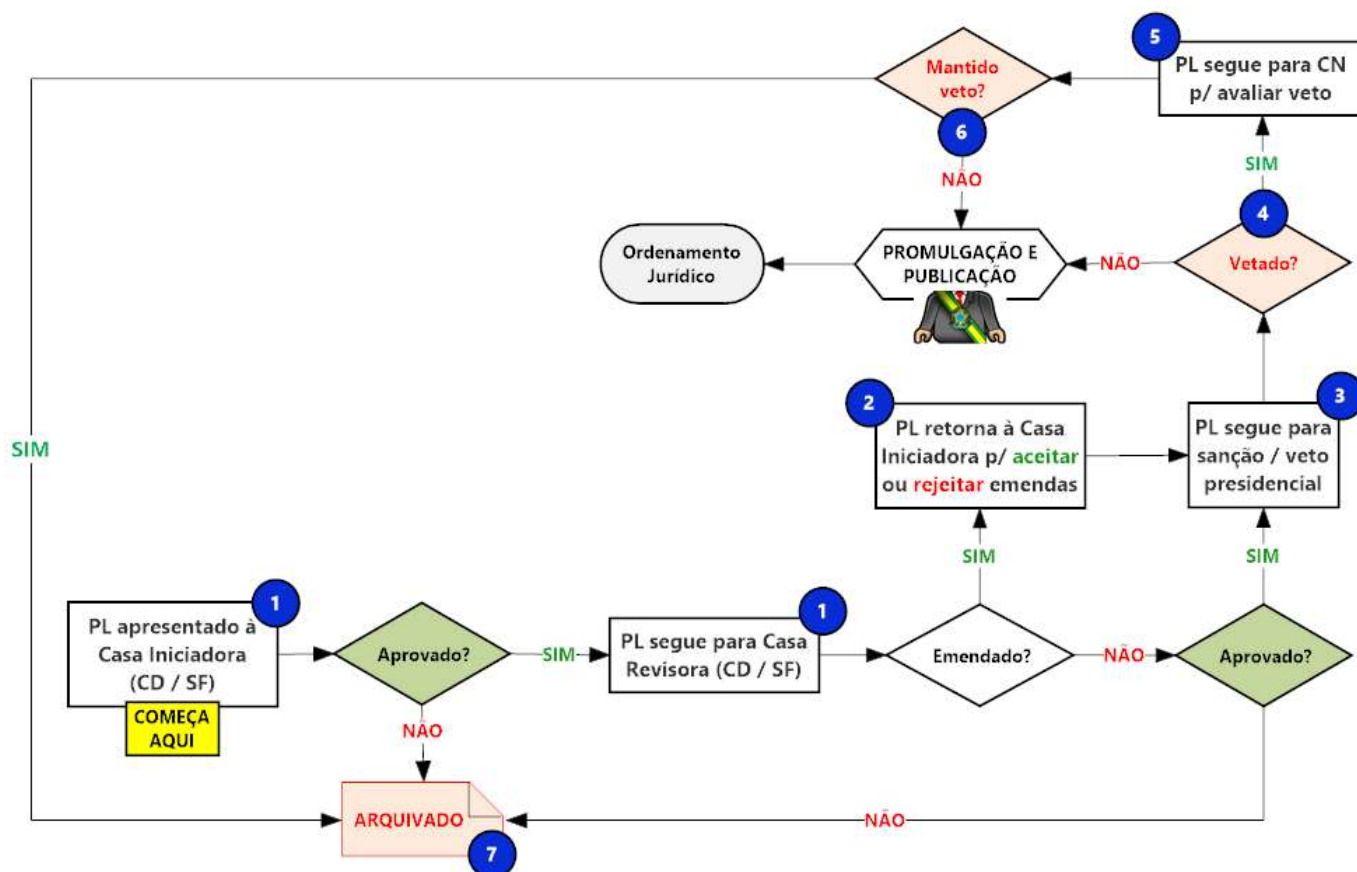 5
PL segue para CN
p/ avaliar veto
Mantido
veto?
6
NÃO
SIM
4
Vetado?
NÃO
PROMULGAÇÃO E
PUBLICAÇÃO
Ordenamento
Jurídico
2
PL retorna à Casa
Iniciadora p/ aceitar
ou rejeitar emendas
3
PL segue para
sanção / veto
presidencial
SIM
SIM
SIM
1
PL apresentado à
Casa Iniciadora
(CD / SF)
COMEÇA
AQUI
Aprovado?
SIM
1
PL segue para Casa
Revisora (CD / SF)
Emendado?
NÃO
Aprovado?
NÃO
ARQUIVADO
7
NÃO